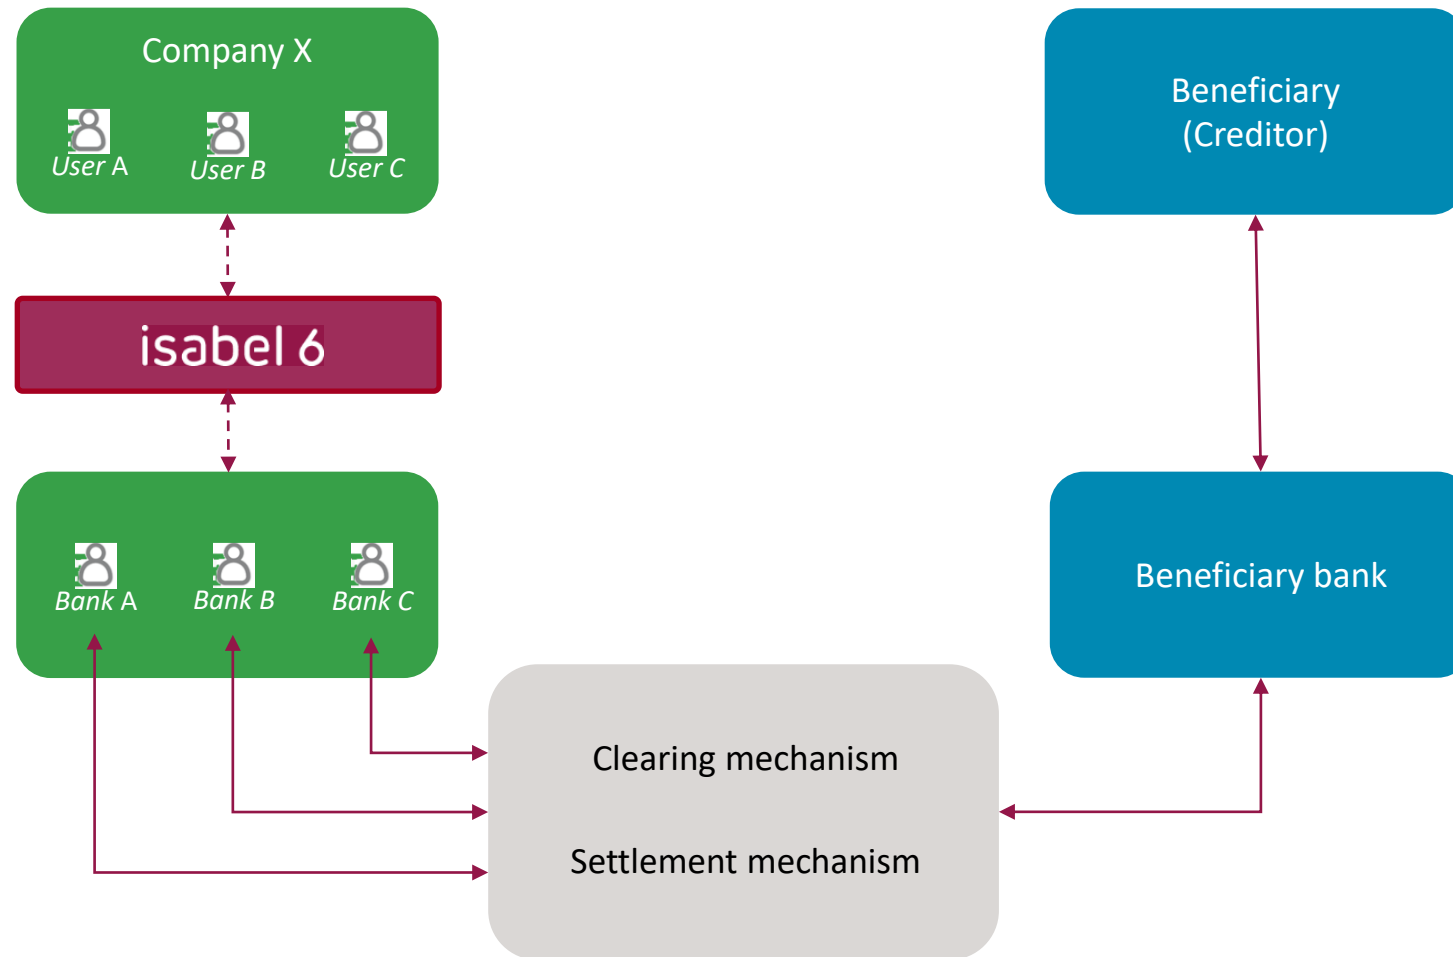 Company X
User A
User B
User C
isabel 6
Bank A
Bank B
Bank C
Clearing mechanism
Settlement mechanism
Beneficiary
(Creditor)
Beneficiary bank